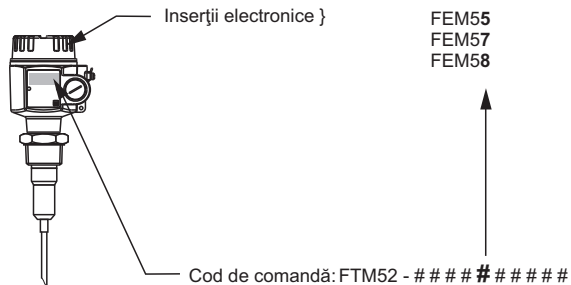 Inserţii electronice }
FEM55
FEM57
FEM58
Cod de comandă: FTM52 - # # # # # # # # # #